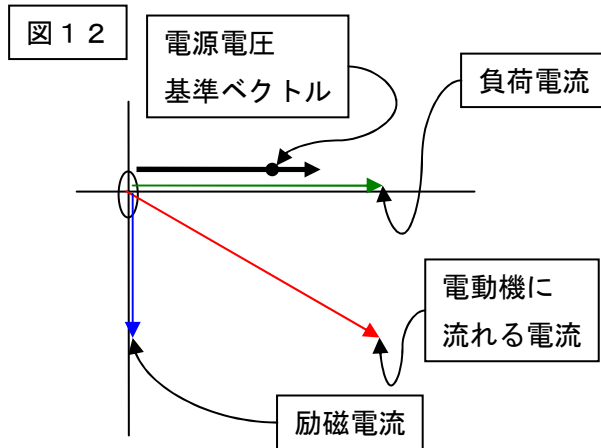 図１２
電源電圧
基準ベクトル
負荷電流
電動機に
流れる電流
励磁電流